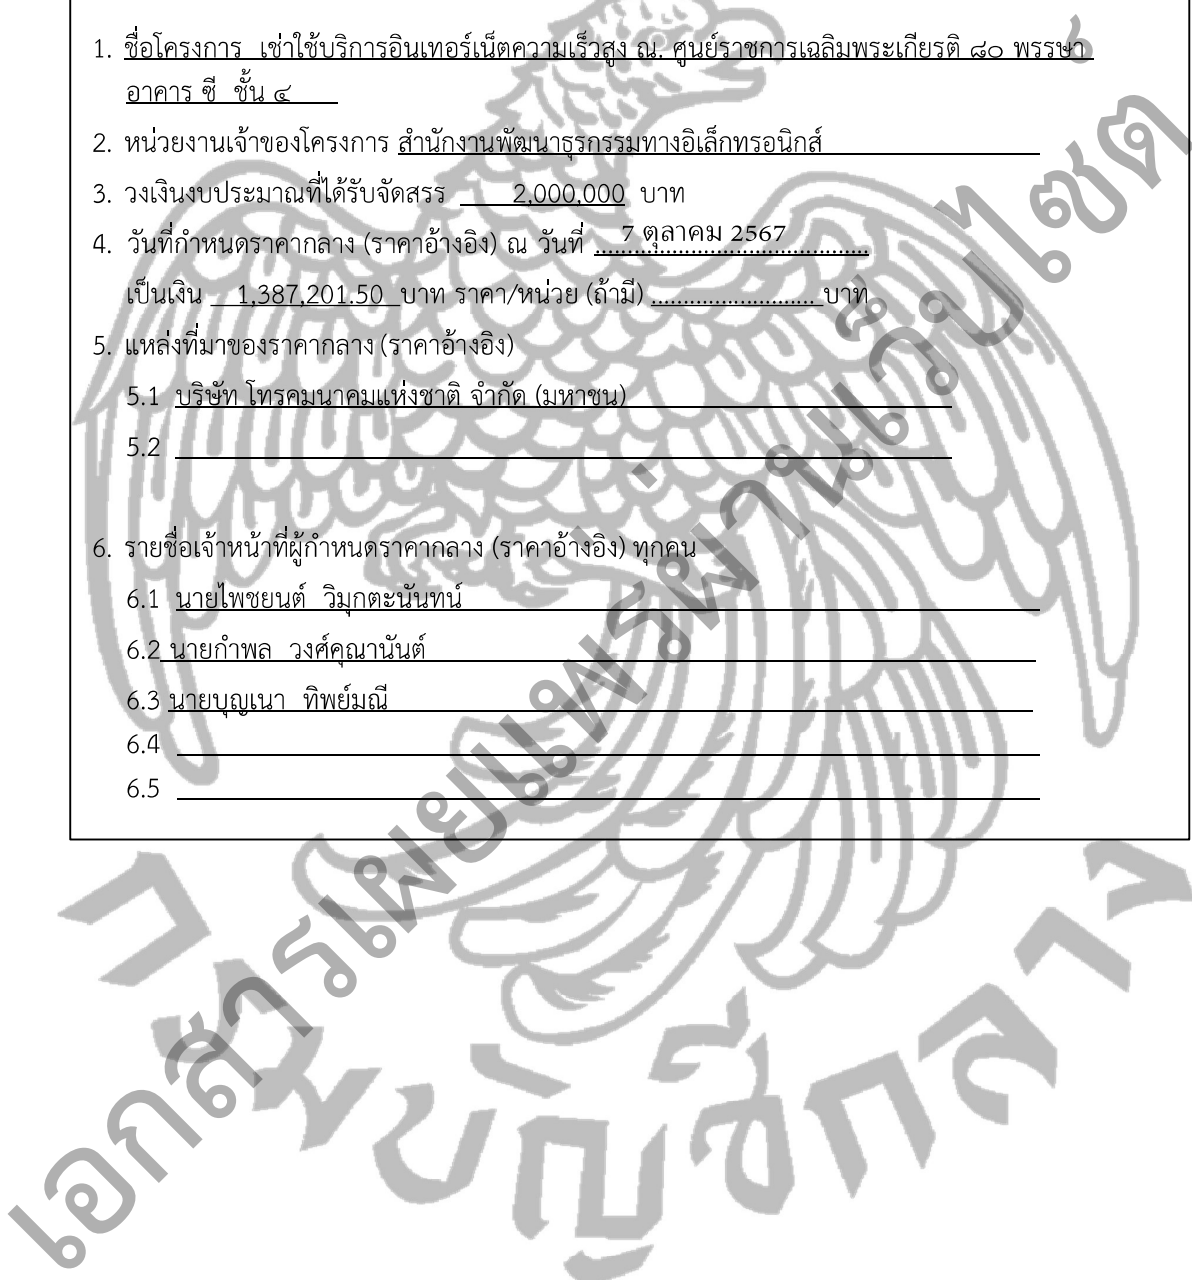 1. ชื่อโครงการ เช่าใช้บริการอินเทอร์เน็ตความเร็วสูง ณ. ศูนย์ราชการเฉลิมพระเกียรติ ๘๐ พรรษา
อาคาร ซี ชั้น ๔
2. หน่วยงานเจ้าของโครงการ สำนักงานพัฒนาธุรกรรมทางอิเล็กทรอนิกส์
3. วงเงินงบประมาณที่ได้รับจัดสรร 2,000,000 บาท
4. วันที่กำหนดราคากลาง (ราคาอ้างอิง) ณ วันที่ 7 ตุลาคม 2567
เป็นเงิน 1,387,201.50 บาท ราคา/หน่วย (ถ้ามี) ......................... บาท
5. แหล่งที่มาของราคากลาง (ราคาอ้างอิง)
5.1 บริษัท โทรคมนาคมแห่งชาติ จำกัด (มหาชน)
5.2
6. รายชื่อเจ้าหน้าที่ผู้กำหนดราคากลาง (ราคาอ้างอิง) ทุกคน
6.1 นายไพชยนต์ วิมุกตะนันทน์
6.2 นายกำพล วงศ์คุณานันต์
6.3 นายบุญเนา ทิพย์มณี
6.4
6.5
เอกสารเผยแพร่ผ่านเว็บไซต์
กรมบัญชีกลาง